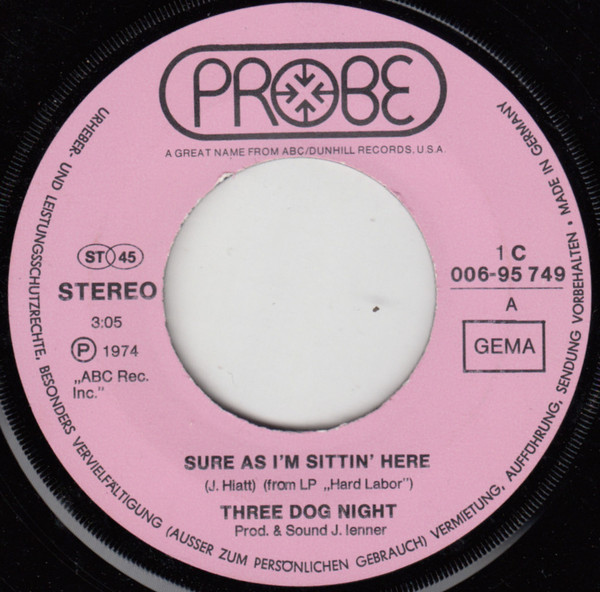 PROBE
A GREAT NAME FROM ABC/DUNHILL RECORDS, U.S.A.
URHEBER- UND LEISTUNGSSCHUTZRECHTE, BESONDERS VERVIELFÄLTIGUNG (AUSSER ZUM PERSÖNLICHEN GEBRAUCH) VERMIETUNG, AUFFÜHRUNG, SENDUNG VORBEHALTEN • MADE IN GERMANY
ST 45
STEREO
3:05
Ⓟ 1974
„ABC Rec.
Inc.”
1 C
006-95 749
A
GEMA
SURE AS I'M SITTIN' HERE
(J. Hiatt) (from LP „Hard Labor”)
THREE DOG NIGHT
Prod. & Sound J. Ienner